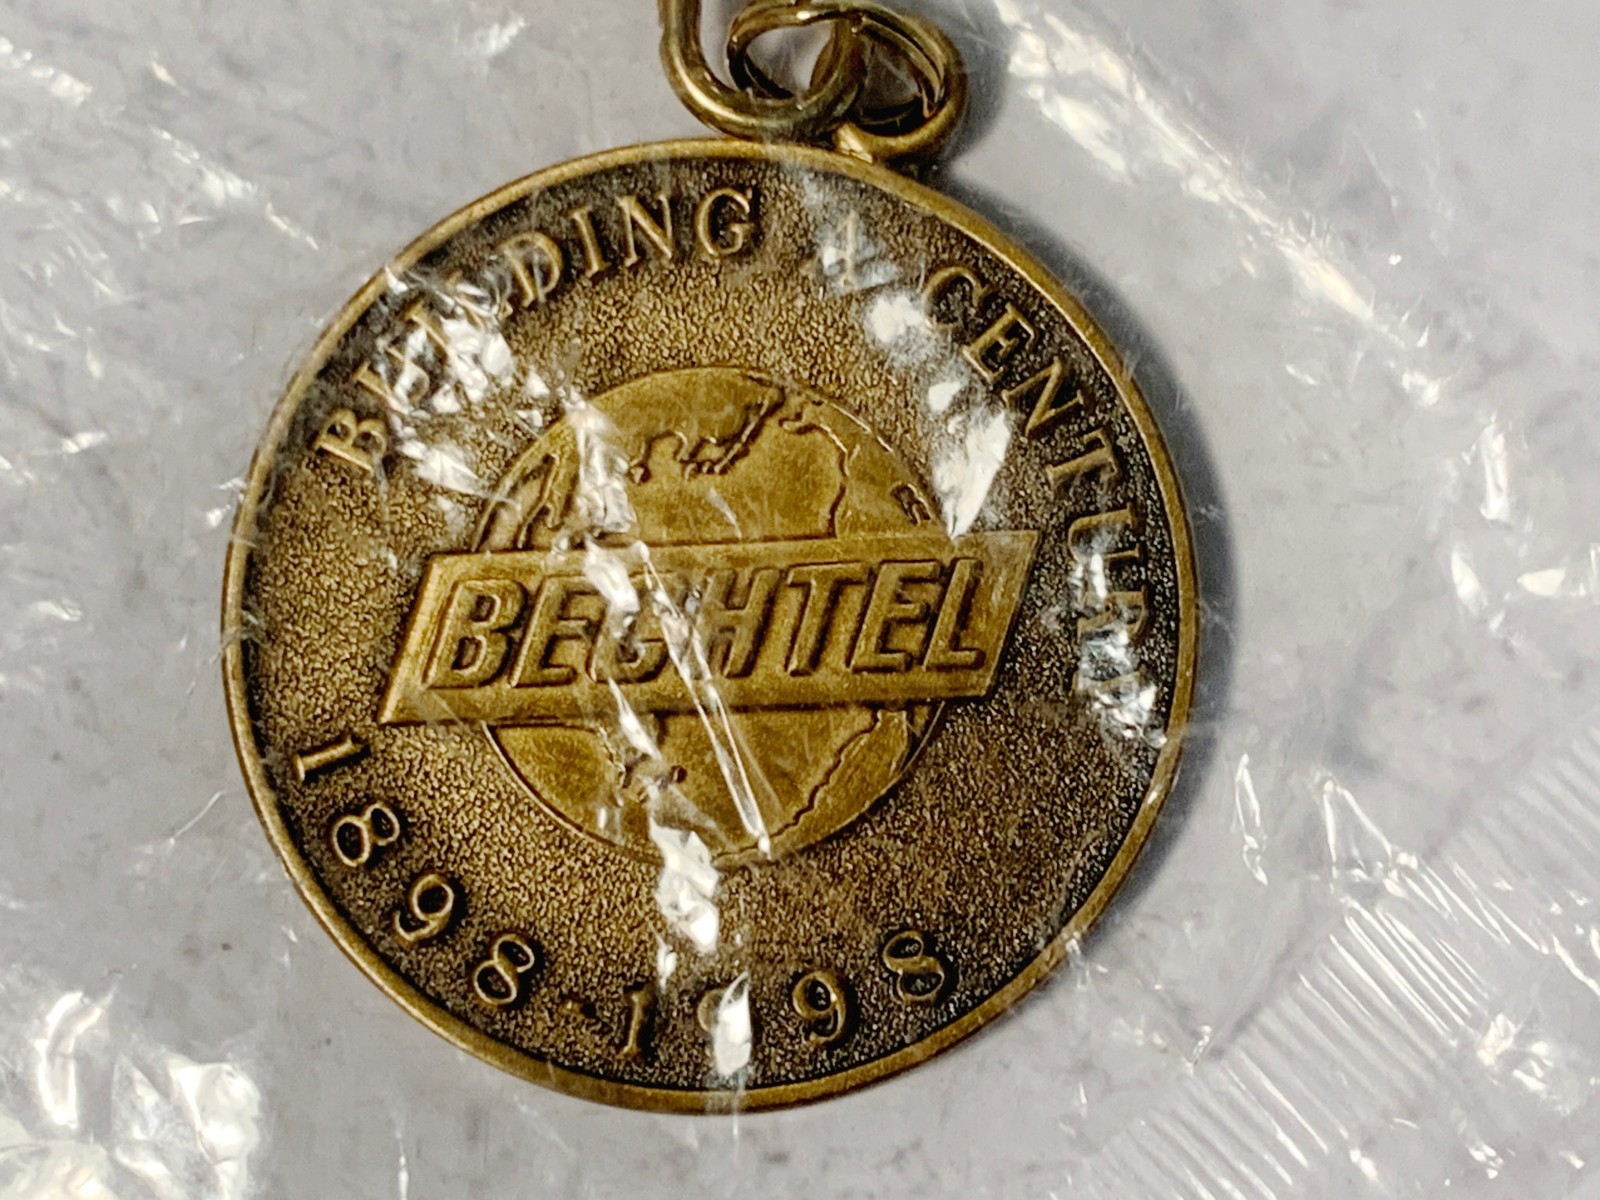 BUILDING A CENTURY
BECHTEL
1898-1998